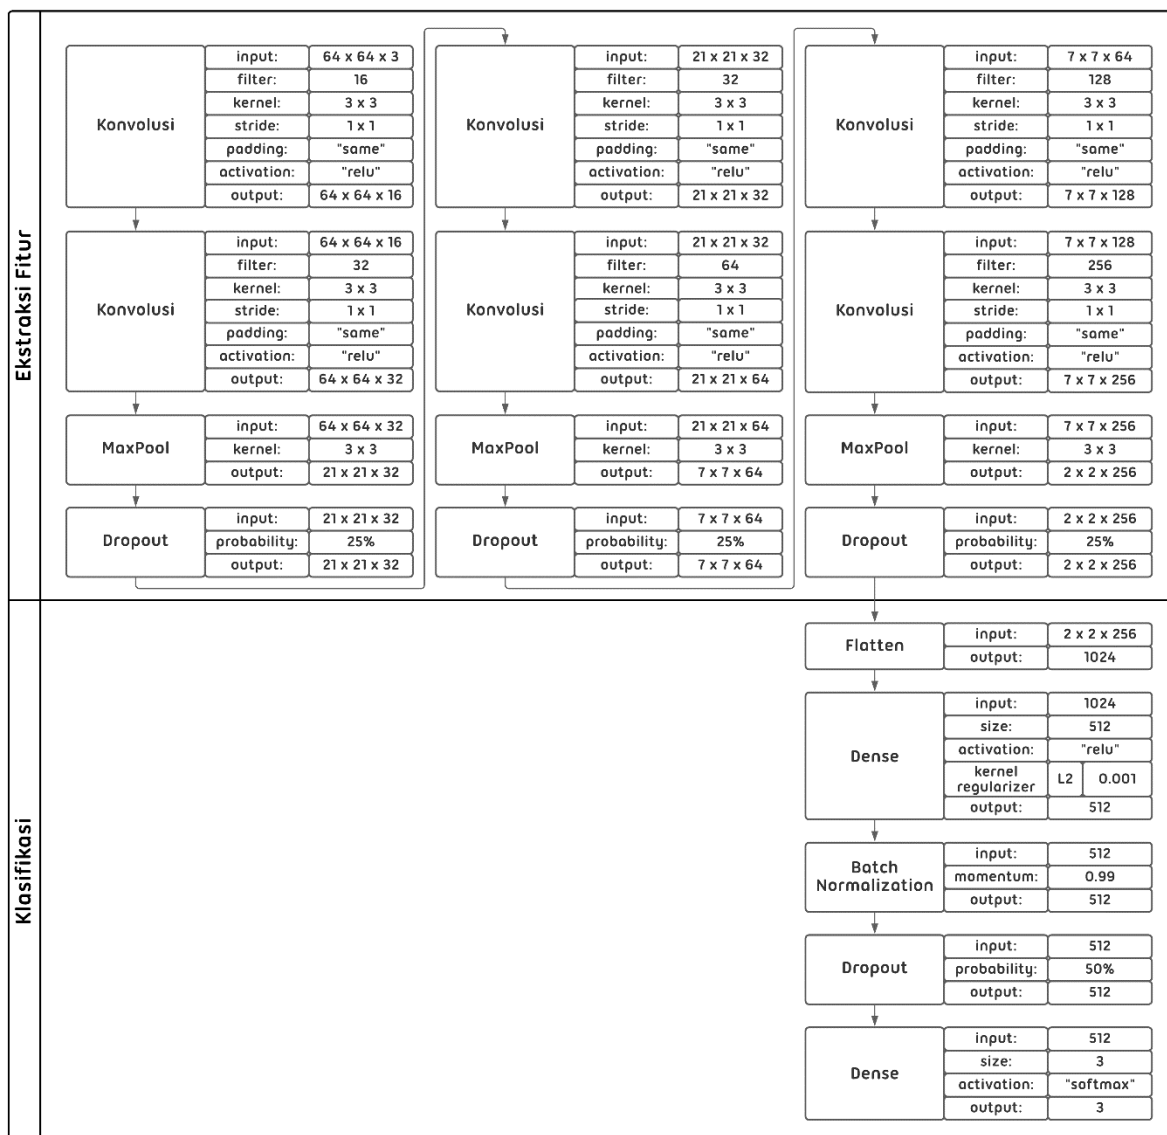 Ekstraksi Fitur
Konvolusi
input: 64 x 64 x 3
filter: 16
kernel: 3 x 3
stride: 1 x 1
padding: "same"
activation: "relu"
output: 64 x 64 x 16
Konvolusi
input: 64 x 64 x 16
filter: 32
kernel: 3 x 3
stride: 1 x 1
padding: "same"
activation: "relu"
output: 64 x 64 x 32
MaxPool
input: 64 x 64 x 32
kernel: 3 x 3
output: 21 x 21 x 32
Dropout
input: 21 x 21 x 32
probability: 25%
output: 21 x 21 x 32
Konvolusi
input: 21 x 21 x 32
filter: 32
kernel: 3 x 3
stride: 1 x 1
padding: "same"
activation: "relu"
output: 21 x 21 x 32
Konvolusi
input: 21 x 21 x 32
filter: 64
kernel: 3 x 3
stride: 1 x 1
padding: "same"
activation: "relu"
output: 21 x 21 x 64
MaxPool
input: 21 x 21 x 64
kernel: 3 x 3
output: 7 x 7 x 64
Dropout
input: 7 x 7 x 64
probability: 25%
output: 7 x 7 x 64
Konvolusi
input: 7 x 7 x 64
filter: 128
kernel: 3 x 3
stride: 1 x 1
padding: "same"
activation: "relu"
output: 7 x 7 x 128
Konvolusi
input: 7 x 7 x 128
filter: 256
kernel: 3 x 3
stride: 1 x 1
padding: "same"
activation: "relu"
output: 7 x 7 x 256
MaxPool
input: 7 x 7 x 256
kernel: 3 x 3
output: 2 x 2 x 256
Dropout
input: 2 x 2 x 256
probability: 25%
output: 2 x 2 x 256
Klasifikasi
Flatten
input: 2 x 2 x 256
output: 1024
Dense
input: 1024
size: 512
activation: "relu"
kernel
regularizer L2 0.001
output: 512
Batch
Normalization
input: 512
momentum: 0.99
output: 512
Dropout
input: 512
probability: 50%
output: 512
Dense
input: 512
size: 3
activation: "softmax"
output: 3